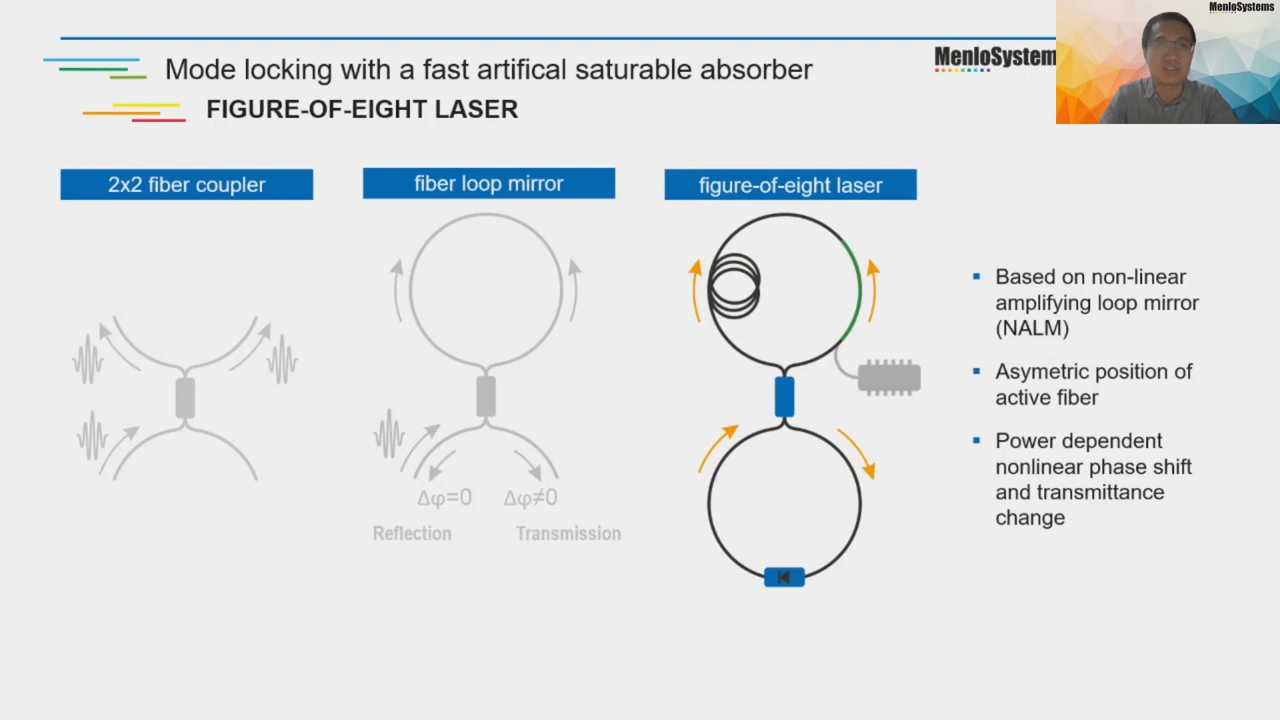 MenloSystems
Mode locking with a fast artifical saturable absorber
MenloSystem
FIGURE-OF-EIGHT LASER
2x2 fiber coupler
fiber loop mirror
figure-of-eight laser
Δφ=0
Δφ≠0
Reflection
Transmission
Based on non-linear
amplifying loop mirror
(NALM)
Asymetric position of
active fiber
Power dependent
nonlinear phase shift
and transmittance
change